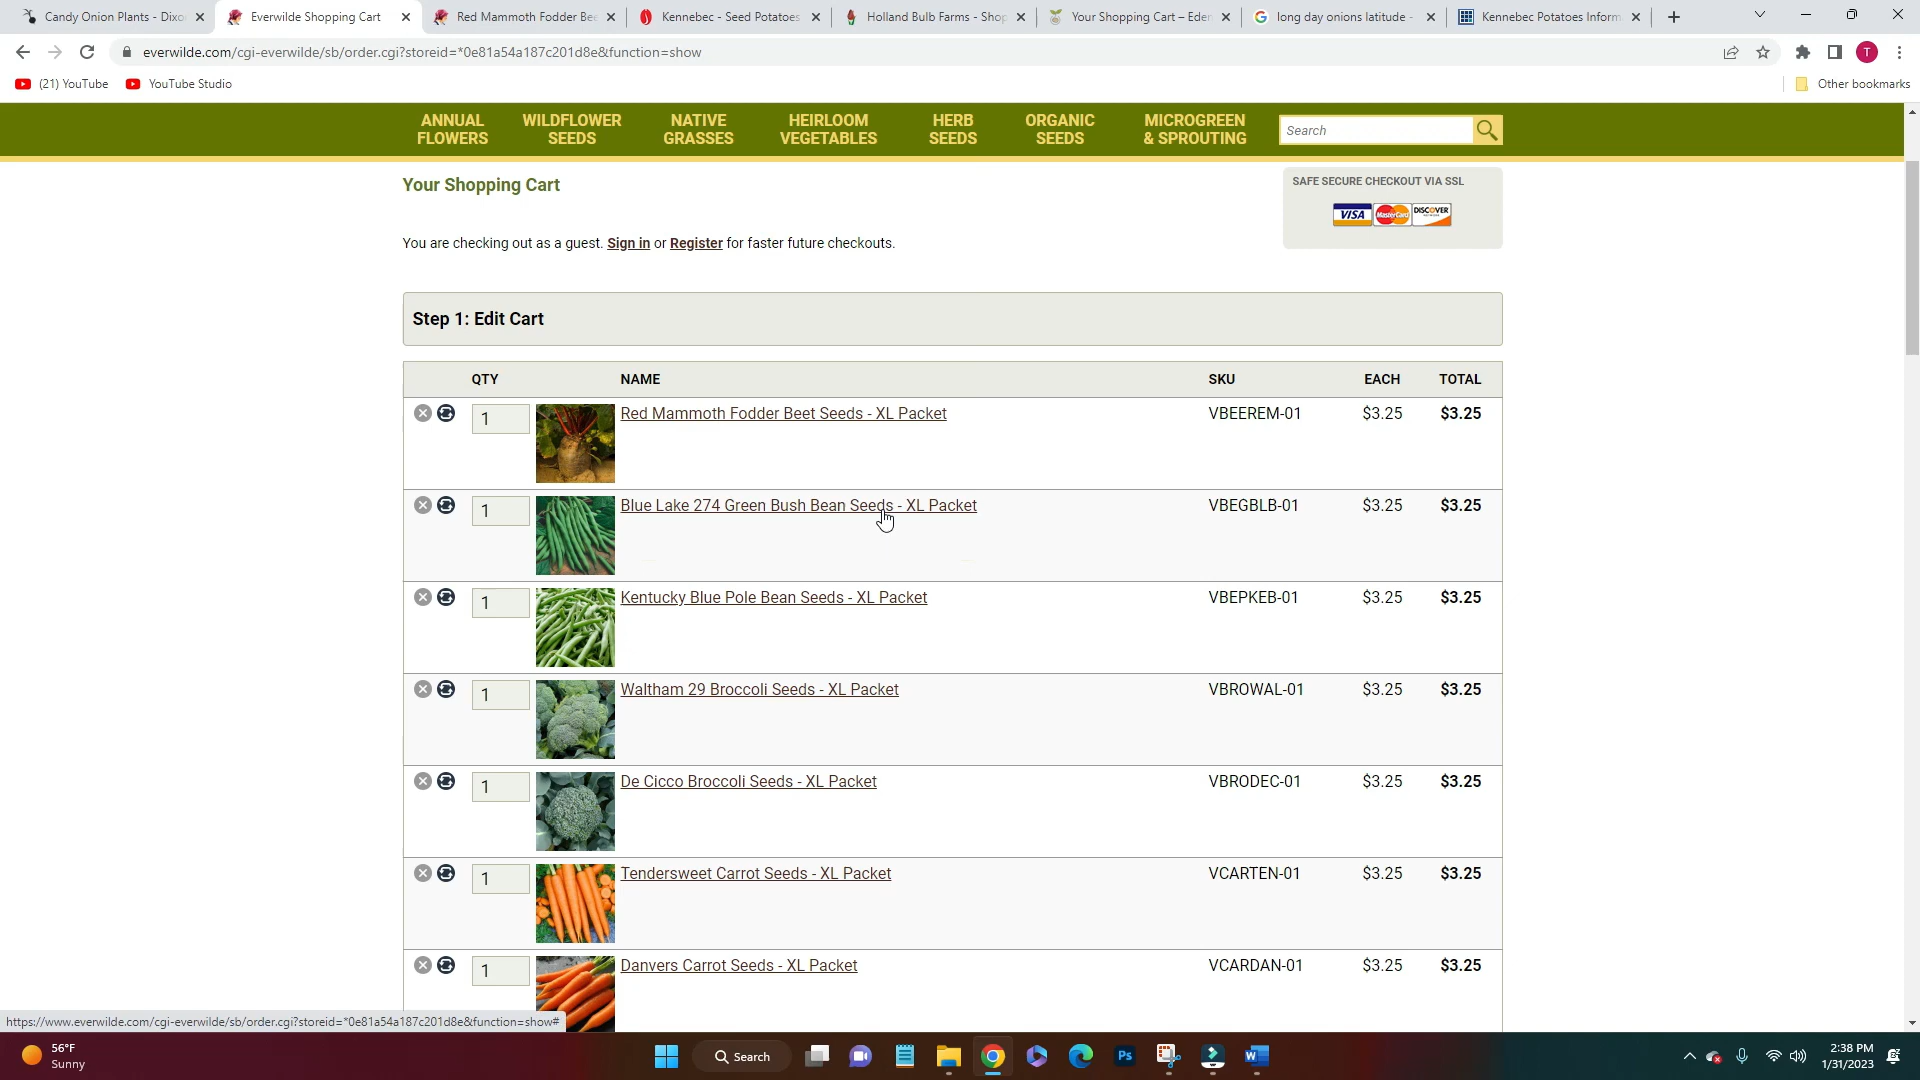 Candy Onion Plants - Dixo
Everwilde Shopping Cart
Red Mammoth Fodder Bee
Kennebec - Seed Potatoes
Holland Bulb Farms - Shop
Your Shopping Cart – Eden
long day onions latitude -
Kennebec Potatoes Inform
everwilde.com/cgi-everwilde/sb/order.cgi?storeid=*0e81a54a187c201d8e&function=show
T
(21) YouTube
YouTube Studio
Other bookmarks
ANNUAL FLOWERS
WILDFLOWER SEEDS
NATIVE GRASSES
HEIRLOOM VEGETABLES
HERB SEEDS
ORGANIC SEEDS
MICROGREEN & SPROUTING
Search
Your Shopping Cart
SAFE SECURE CHECKOUT VIA SSL
VISA MasterCard DISCOVER
You are checking out as a guest. Sign in or Register for faster future checkouts.
Step 1: Edit Cart
QTY NAME SKU EACH TOTAL
1 Red Mammoth Fodder Beet Seeds - XL Packet VBEEREM-01 $3.25 $3.25
1 Blue Lake 274 Green Bush Bean Seeds - XL Packet VBEGBLB-01 $3.25 $3.25
1 Kentucky Blue Pole Bean Seeds - XL Packet VBEPKEB-01 $3.25 $3.25
1 Waltham 29 Broccoli Seeds - XL Packet VBROWAL-01 $3.25 $3.25
1 De Cicco Broccoli Seeds - XL Packet VBRODEC-01 $3.25 $3.25
1 Tendersweet Carrot Seeds - XL Packet VCARTEN-01 $3.25 $3.25
1 Danvers Carrot Seeds - XL Packet VCARDAN-01 $3.25 $3.25
https://www.everwilde.com/cgi-everwilde/sb/order.cgi?storeid=*0e81a54a187c201d8e&function=show#
56°F
Sunny
Search
Ps
W
2:38 PM
1/31/2023